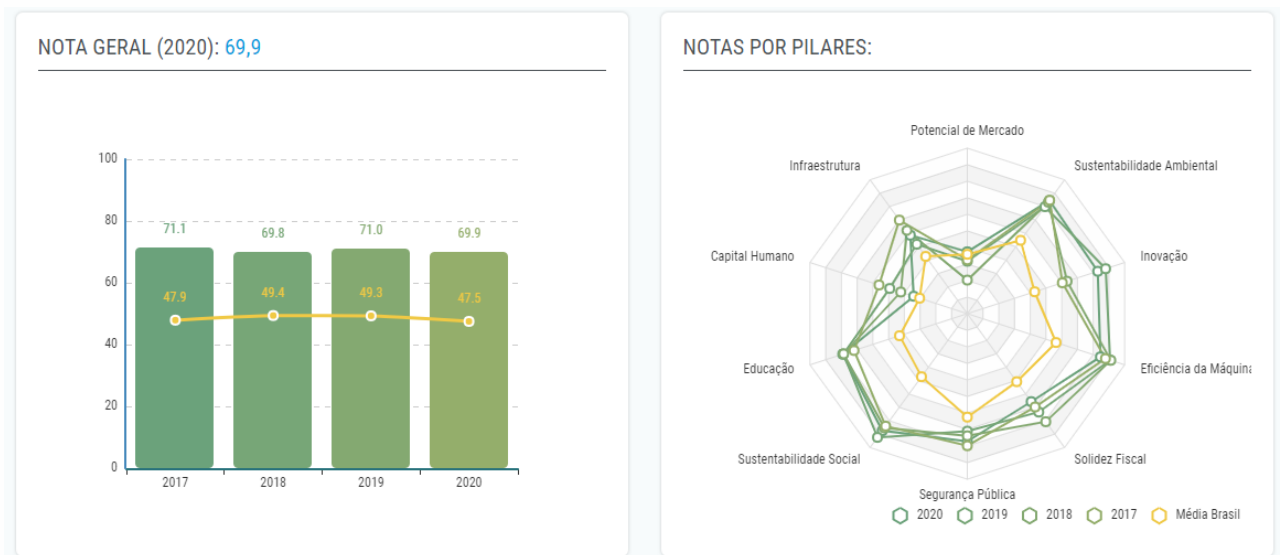 NOTA GERAL (2020): 69,9
100
80
60
40
20
0
71.1
69.8
71.0
69.9
47.9
49.4
49.3
47.5
2017
2018
2019
2020
NOTAS POR PILARES:
Potencial de Mercado
Infraestrutura
Sustentabilidade Ambiental
Capital Humano
Inovação
Educação
Eficiência da Máquina
Sustentabilidade Social
Solidez Fiscal
Segurança Pública
2020
2019
2018
2017
Média Brasil